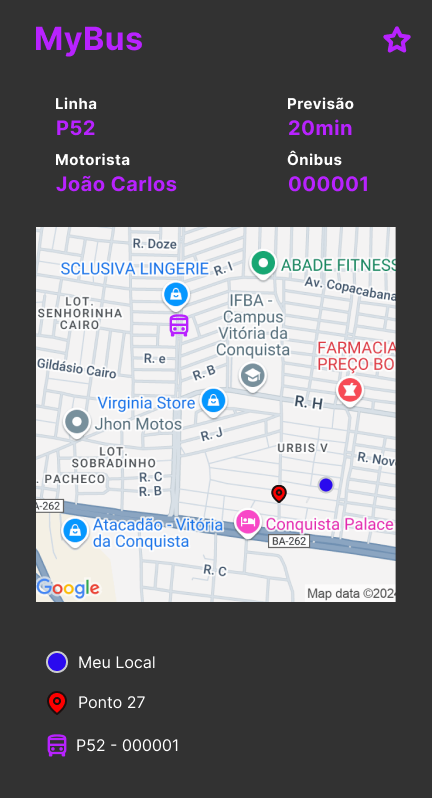 MyBus
Linha
Previsão
P52
20min
Motorista
Ônibus
João Carlos
000001
R. Doze
SCLUSIVA LINGERIE
R. I
ABADE FITNESS
Av. Copacabana
LOT.
SENHORINHA
CAIRO
IFBA -
Campus
Vitória da
Conquista
R. e
FARMACIA
PREÇO BO
Gildásio Cairo
R. B
Virginia Store
R. H
Jhon Motos
R. J
URBIS V
LOT.
SOBRADINHO
R. Nov
. PACHECO
R. C
R. B
A-262
Atacadão - Vitória
da Conquista
Conquista Palace
BA-262
R. C
Google
Map data ©2024
Meu Local
Ponto 27
P52 - 000001